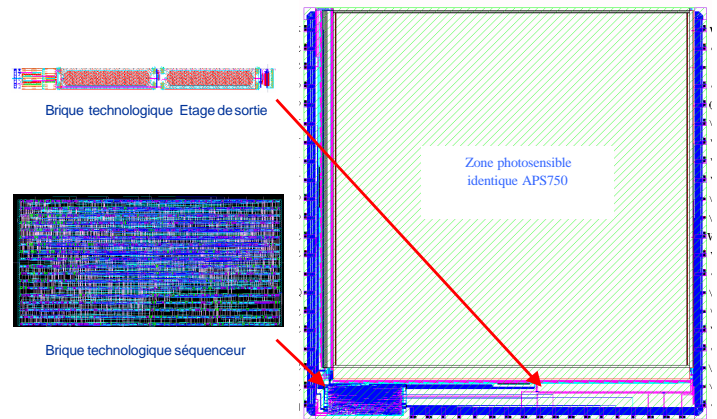 Brique technologique Etage de sortie
Zone photosensible
identique APS750
Brique technologique séquenceur